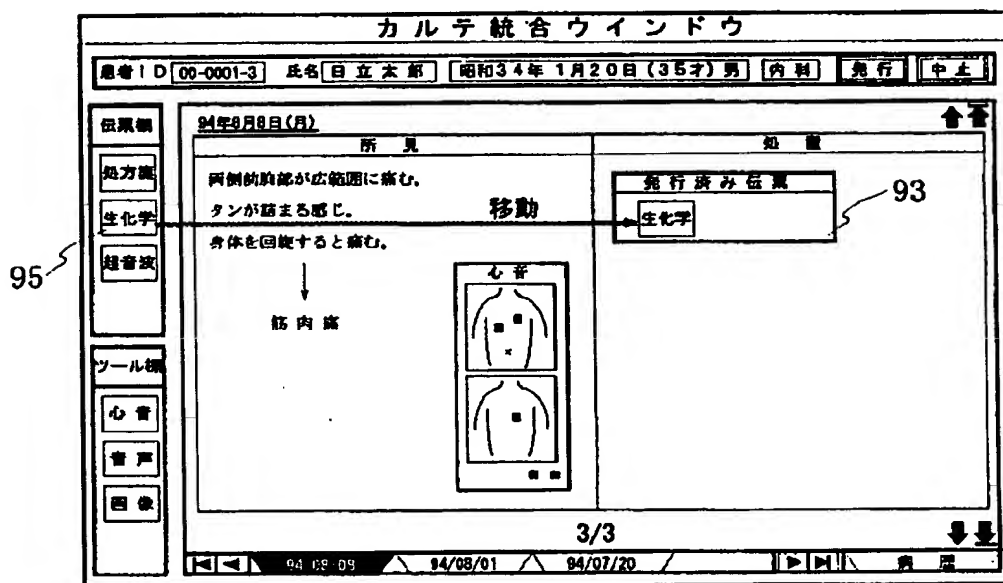 カルテ統合ウインドウ
患者ID 00-0001-3 氏名 日立太郎 昭和34年1月20日(35才)男 内科 発行 中止
伝票欄
処方箋
生化学
超音波
95
ツール欄
心音
音声
画像
94年8月8日(月)
所見
処置
両側肋胸部が広範囲に痛む。
タンが詰まる感じ。
身体を回旋すると痛む。
筋肉痛
移動
心音
発行済み伝票
生化学
93
3/3
94/08/01
94/07/20
病歴